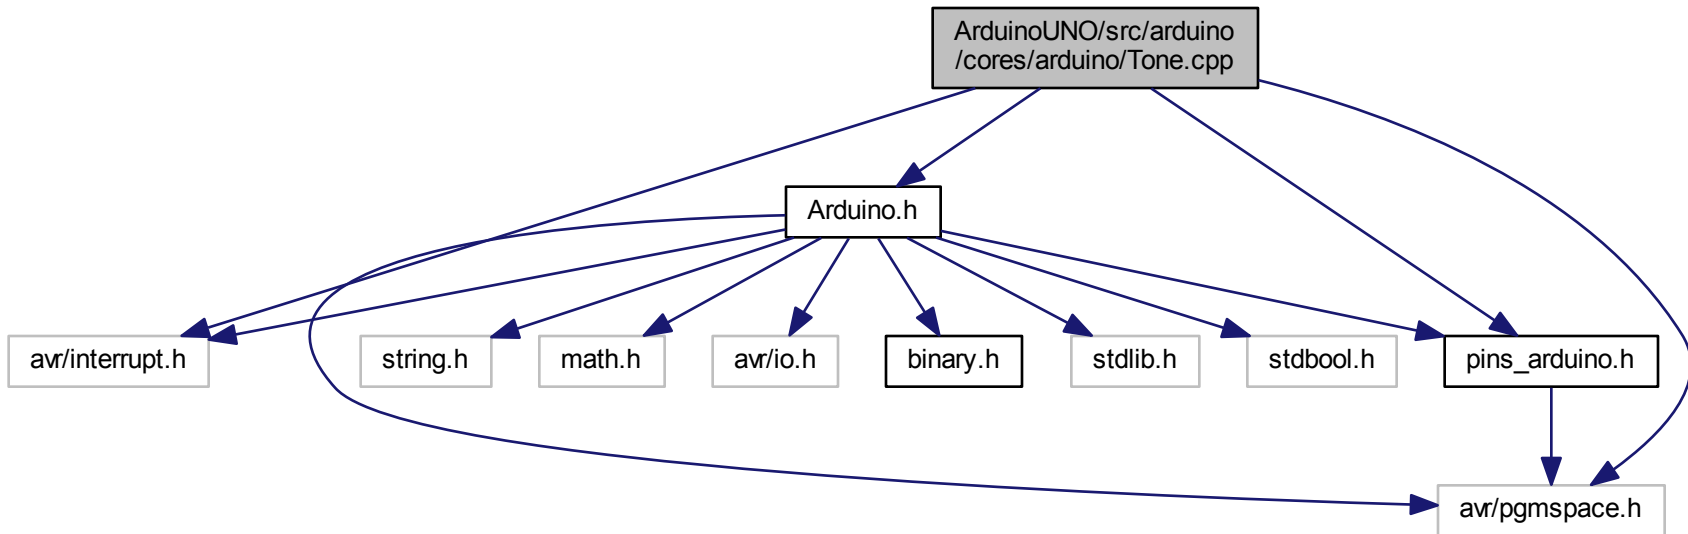 ArduinoUNO/src/arduino
/cores/arduino/Tone.cpp
Arduino.h
avr/interrupt.h
string.h
math.h
avr/io.h
binary.h
stdlib.h
stdbool.h
pins_arduino.h
avr/pgmspace.h